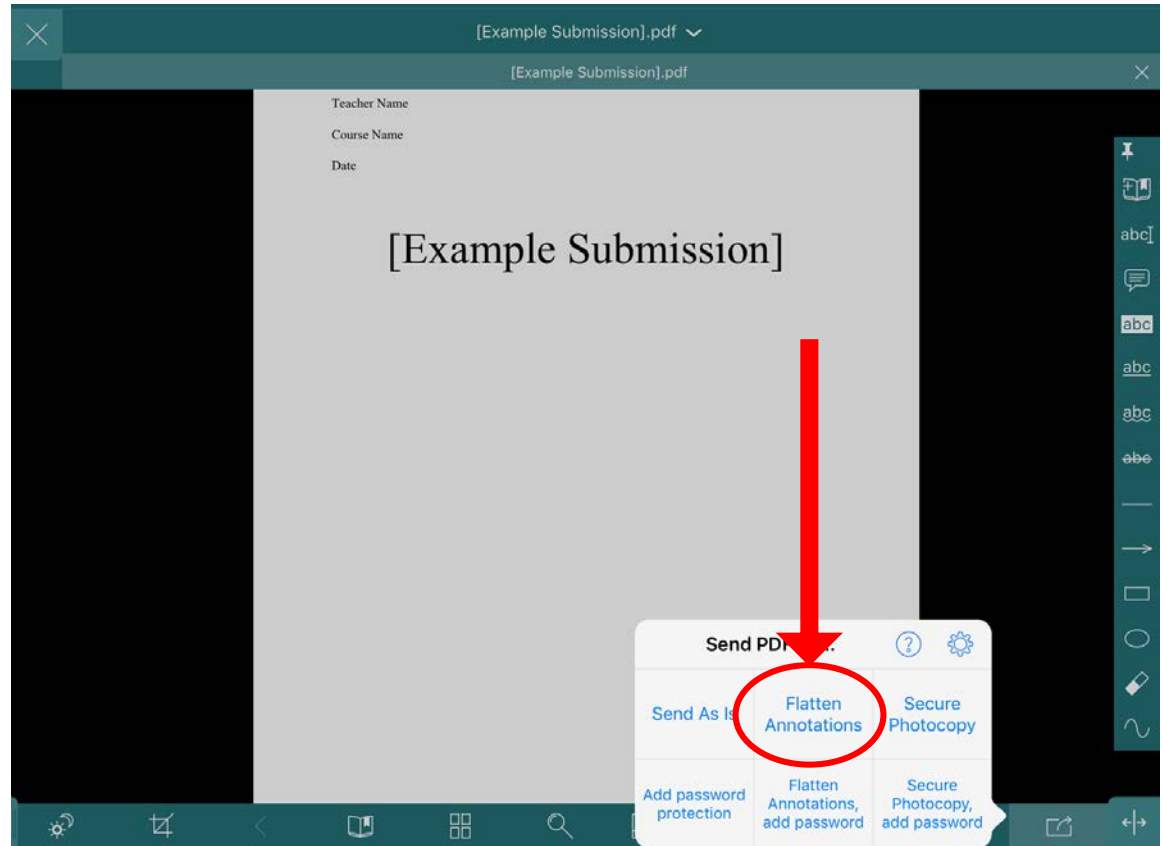 [Example Submission].pdf
[Example Submission].pdf
Teacher Name
Course Name
Date
[Example Submission]
abc
abc
abc
abc
abc
Send PD
Send As Is
Flatten
Annotations
Secure
Photocopy
Add password
protection
Flatten
Annotations,
add password
Secure
Photocopy,
add password